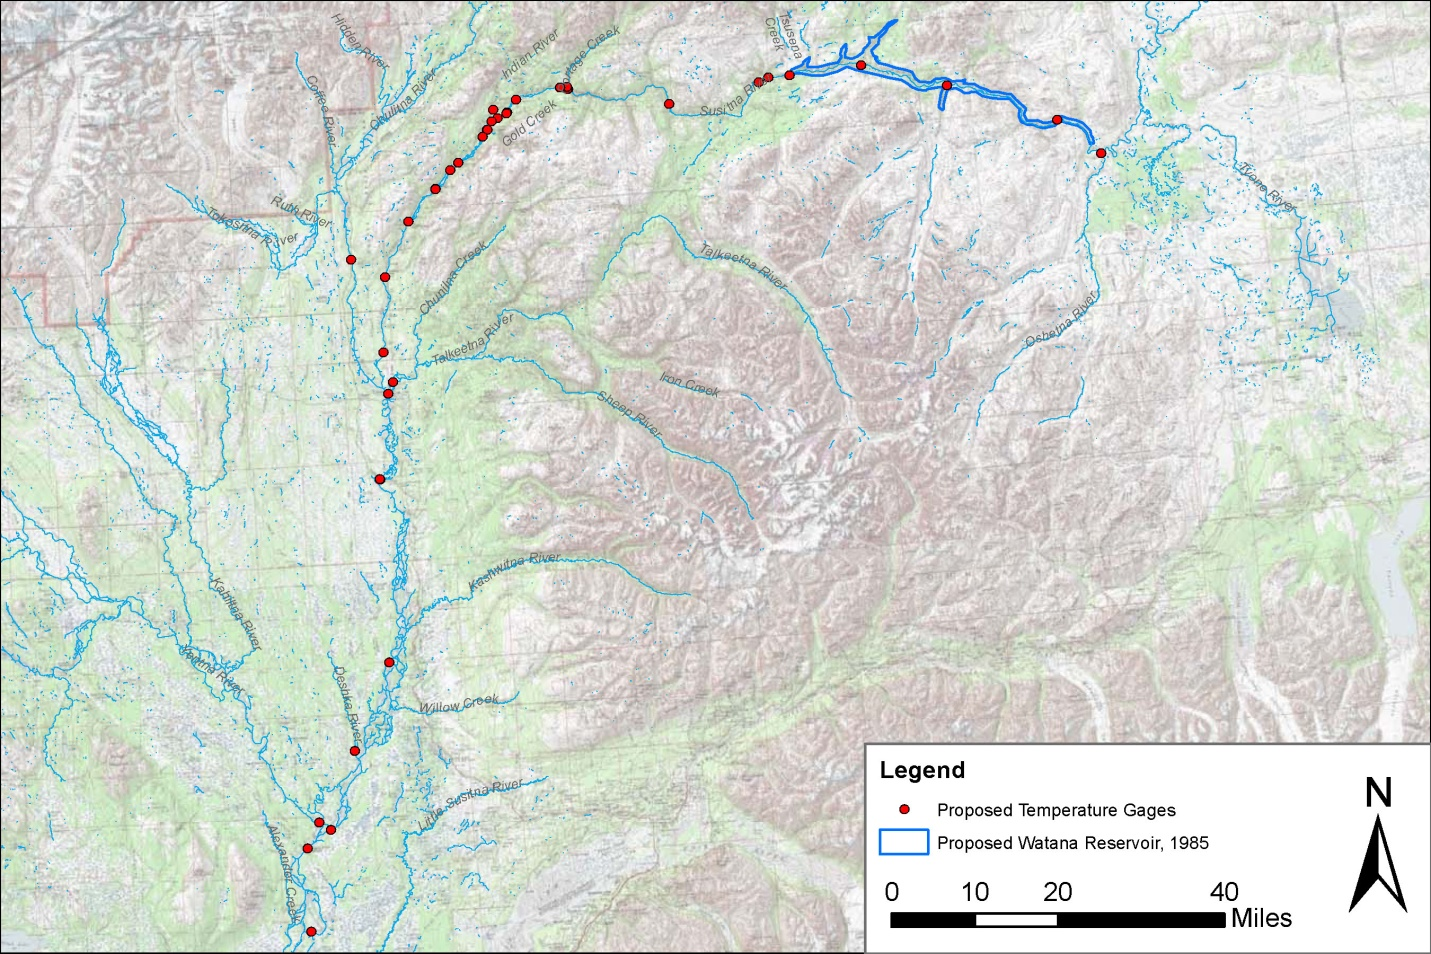 Hidden River
Coffee River
Chulitna River
Indian River
Portage Creek
Tsusena
Creek
Susitna River
Gold Creek
Tyone River
Ruth River
Tokositna River
Chunilna Creek
Talkeetna River
Talkeetna River
Oshetna River
Iron Creek
Sheep River
Kashwitna River
Kahiltna River
Yentna River
Deshka River
Willow Creek
Little Susitna River
Alexander Creek
Legend
Proposed Temperature Gages
Proposed Watana Reservoir, 1985
0 10 20 40
Miles
N